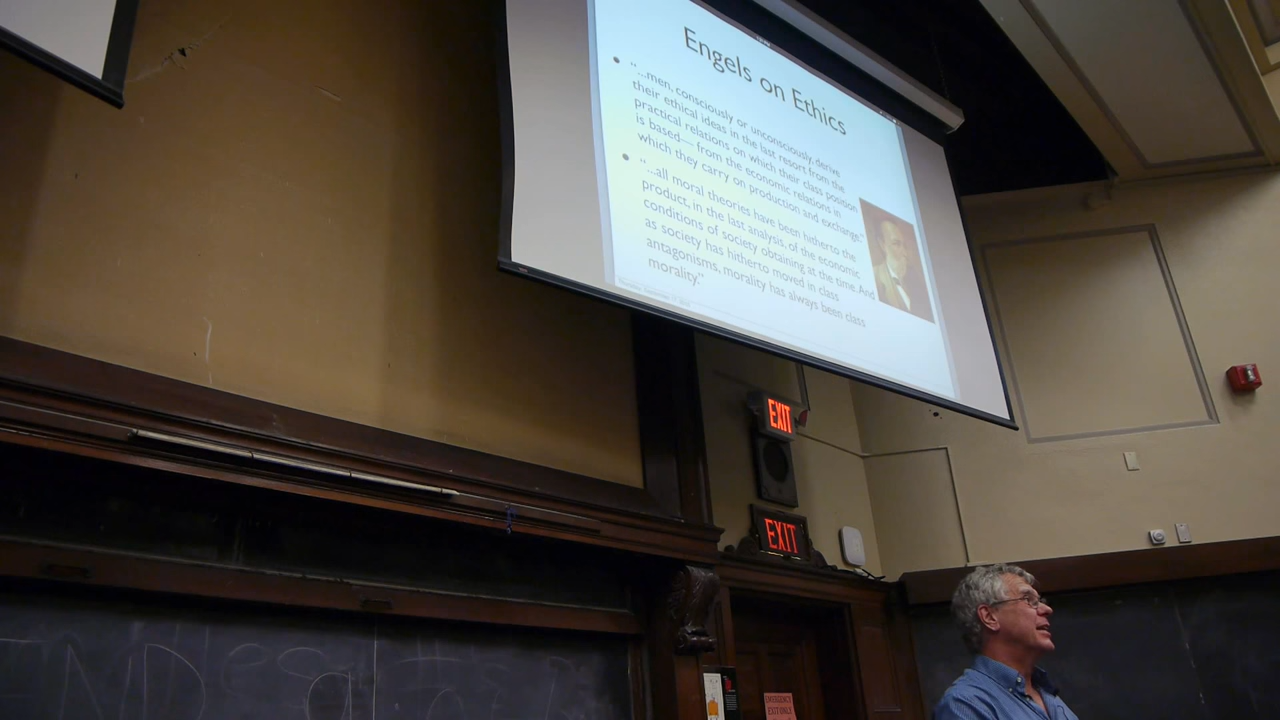 Engels on Ethics
• "...men, consciously or unconsciously, derive
their ethical ideas in the last resort from the
practical relations on which their class position
is based— from the economic relations in
which they carry on production and exchange."
• "...all moral theories have been hitherto the
product, in the last analysis, of the economic
conditions of society obtaining at the time. And
as society has hitherto moved in class
antagonisms, morality has always been class
morality."
EXIT
EXIT
EMERGENCY
EXIT ONLY